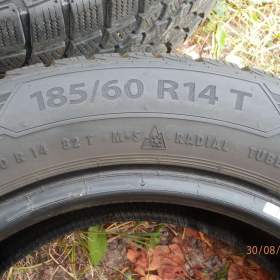 185/60 R14 T
0 R 14 82 T M+S RADIAL TUBE
30/08